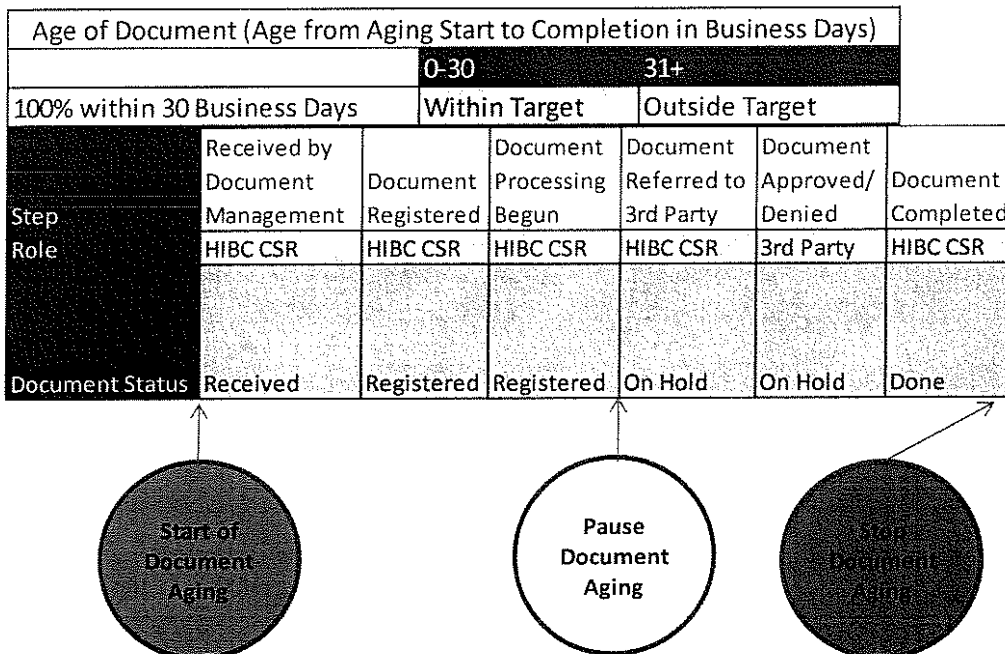 Age of Document (Age from Aging Start to Completion in Business Days)
0-30 31+
100% within 30 Business Days Within Target Outside Target
Step Received by Document Management Document Registered Document Processing Begun Document Referred to 3rd Party Document Approved/ Denied Document Completed
Role HIBC CSR HIBC CSR HIBC CSR HIBC CSR 3rd Party HIBC CSR
Document Status Received Registered Registered On Hold On Hold Done
Start of
Document
Aging
Pause
Document
Aging
Stop
Document
Aging